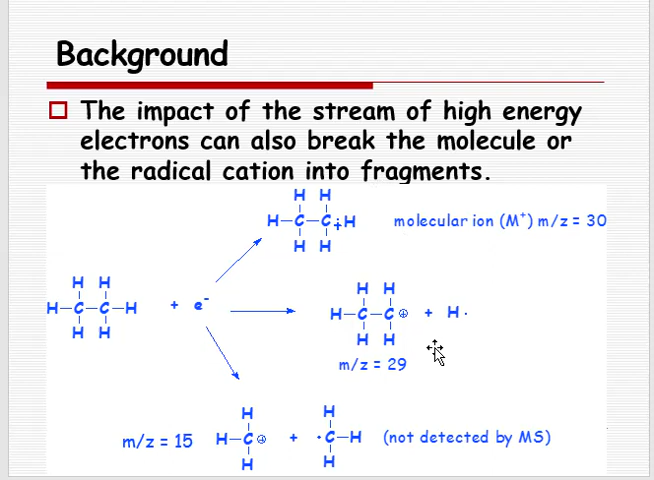 Background
The impact of the stream of high energy
electrons can also break the molecule or
the radical cation into fragments.
H H
H-C-C+·H molecular ion (M⁺) m/z = 30
H H
H H
H-C-C-H + e⁻
H H
H H
H-C-C⊕ + H·
H H
m/z = 29
H H
m/z = 15 H-C⊕ + ·C-H (not detected by MS)
H H